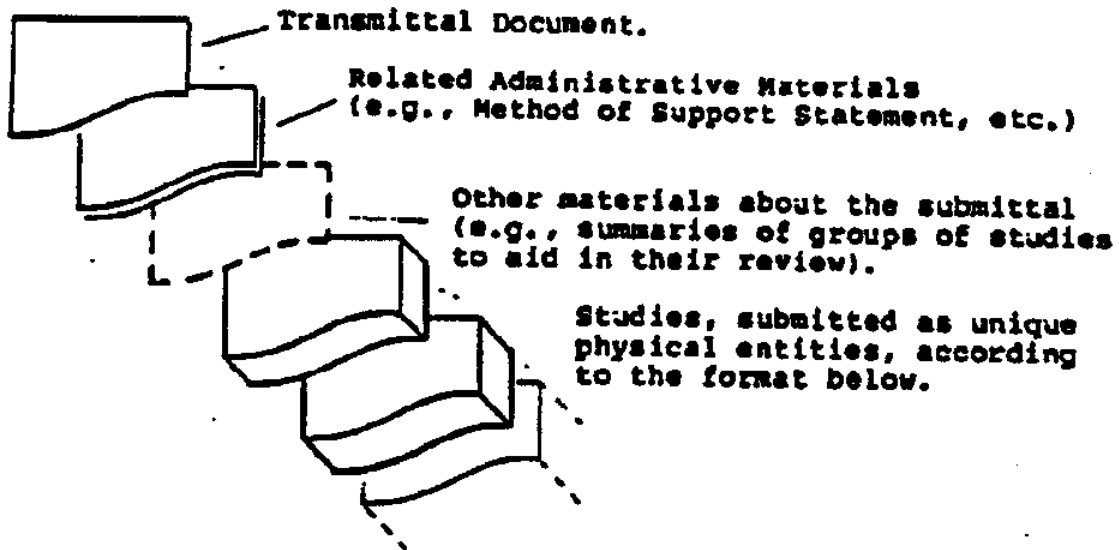 Transmittal Document.
Related Administrative Materials
(e.g., Method of Support Statement, etc.)
Other materials about the submittal
(e.g., summaries of groups of studies
to aid in their review).
Studies, submitted as unique
physical entities, according
to the format below.